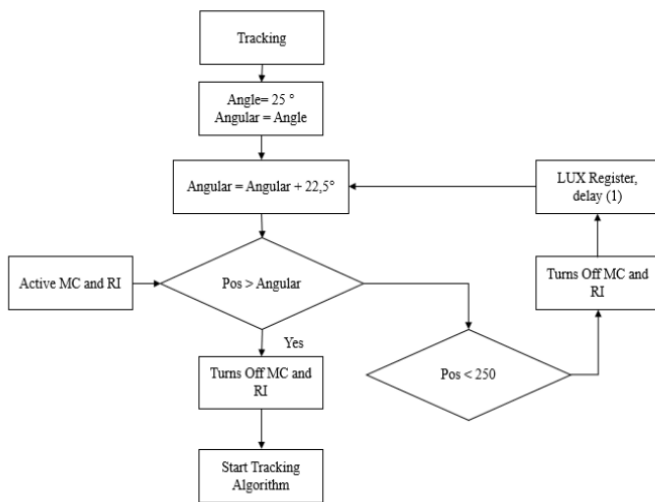 Tracking
Angle= 25 °
Angular = Angle
Angular = Angular + 22,5°
LUX Register,
delay (1)
Active MC and RI
Pos > Angular
Turns Off MC and
RI
Yes
Turns Off MC and
RI
Pos < 250
Start Tracking
Algorithm